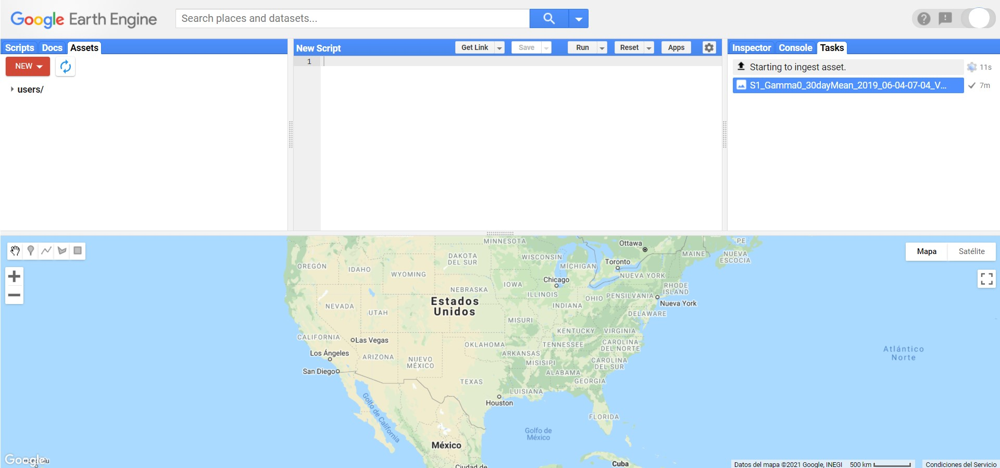 Google Earth Engine
Search places and datasets...
Scripts Docs Assets
NEW
users/
New Script
Get Link
Save
Run
Reset
Apps
1
Inspector Console Tasks
Starting to ingest asset.
11s
S1_Gamma0_30dayMean_2019_06-04-07-04_V...
7m
Mapa
Satélite
MINNESOTA
Ottawa
PE
DAKOTA
DEL SUR
WISCONSIN
MÍCHIGAN
Toronto
MAINE
NUEVA
ESCOCIA
OREGÓN
IDAHO
WYOMING
NUEVA YORK
Chicago
NEBRASKA
IOWA
ILLINOIS
INDIANA
OHIO
PENSILVANIA
RHODE
ISLAND
Nueva York
Estados
Unidos
NEVADA
UTAH
MISURI
DELAWARE
KENTUCKY
VIRGINIA
CALIFORNIA
Las Vegas
OKLAHOMA
TENNESSEE
CAROLINA
DEL NORTE
Los Ángeles
ARIZONA
NUEVO
MÉXICO
ARKANSAS
MISISIPI
CAROLINA
DEL SUR
San Diego
TEXAS
ALABAMA
GEORGIA
LUISIANA
Houston
FLORIDA
Golfo de California
Golfo de
México
México
Atlántico
Norte
Cuba
Ciudad de
Google
Datos del mapa ©2021 Google, INEGI
500 km
Condiciones del Servicio